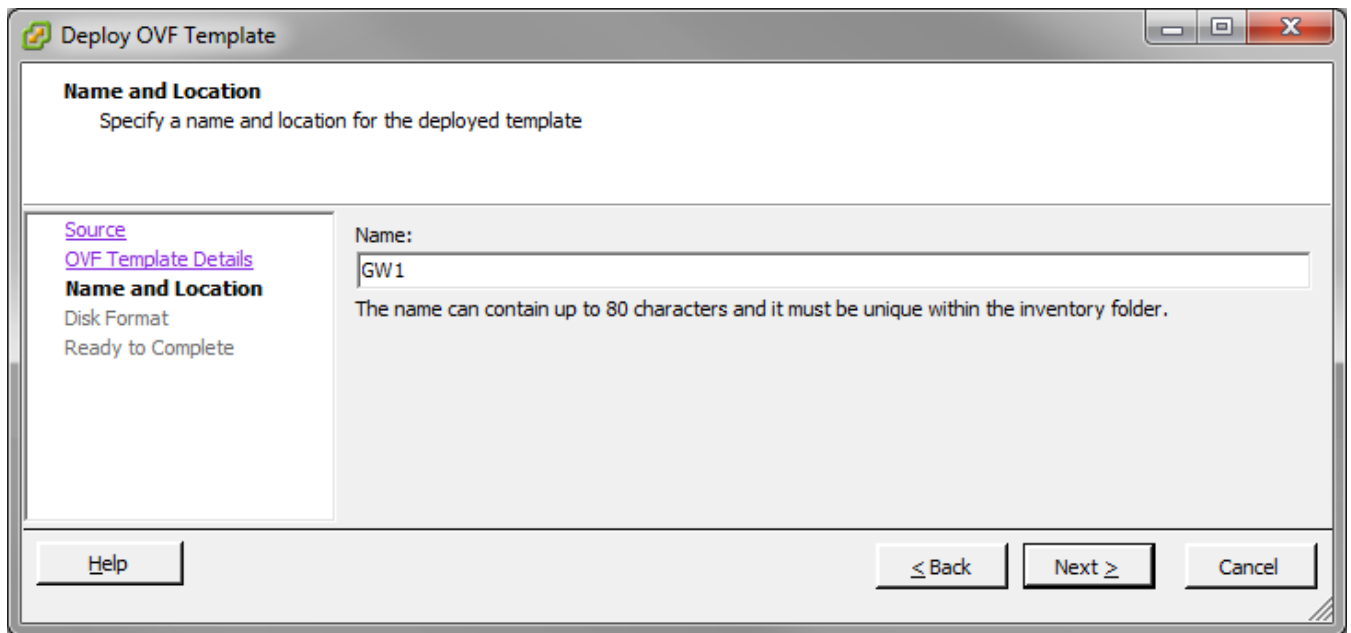 Deploy OVF Template
Name and Location
Specify a name and location for the deployed template
Source
OVF Template Details
Name and Location
Disk Format
Ready to Complete
Name:
GW1
The name can contain up to 80 characters and it must be unique within the inventory folder.
Help
< Back
Next >
Cancel